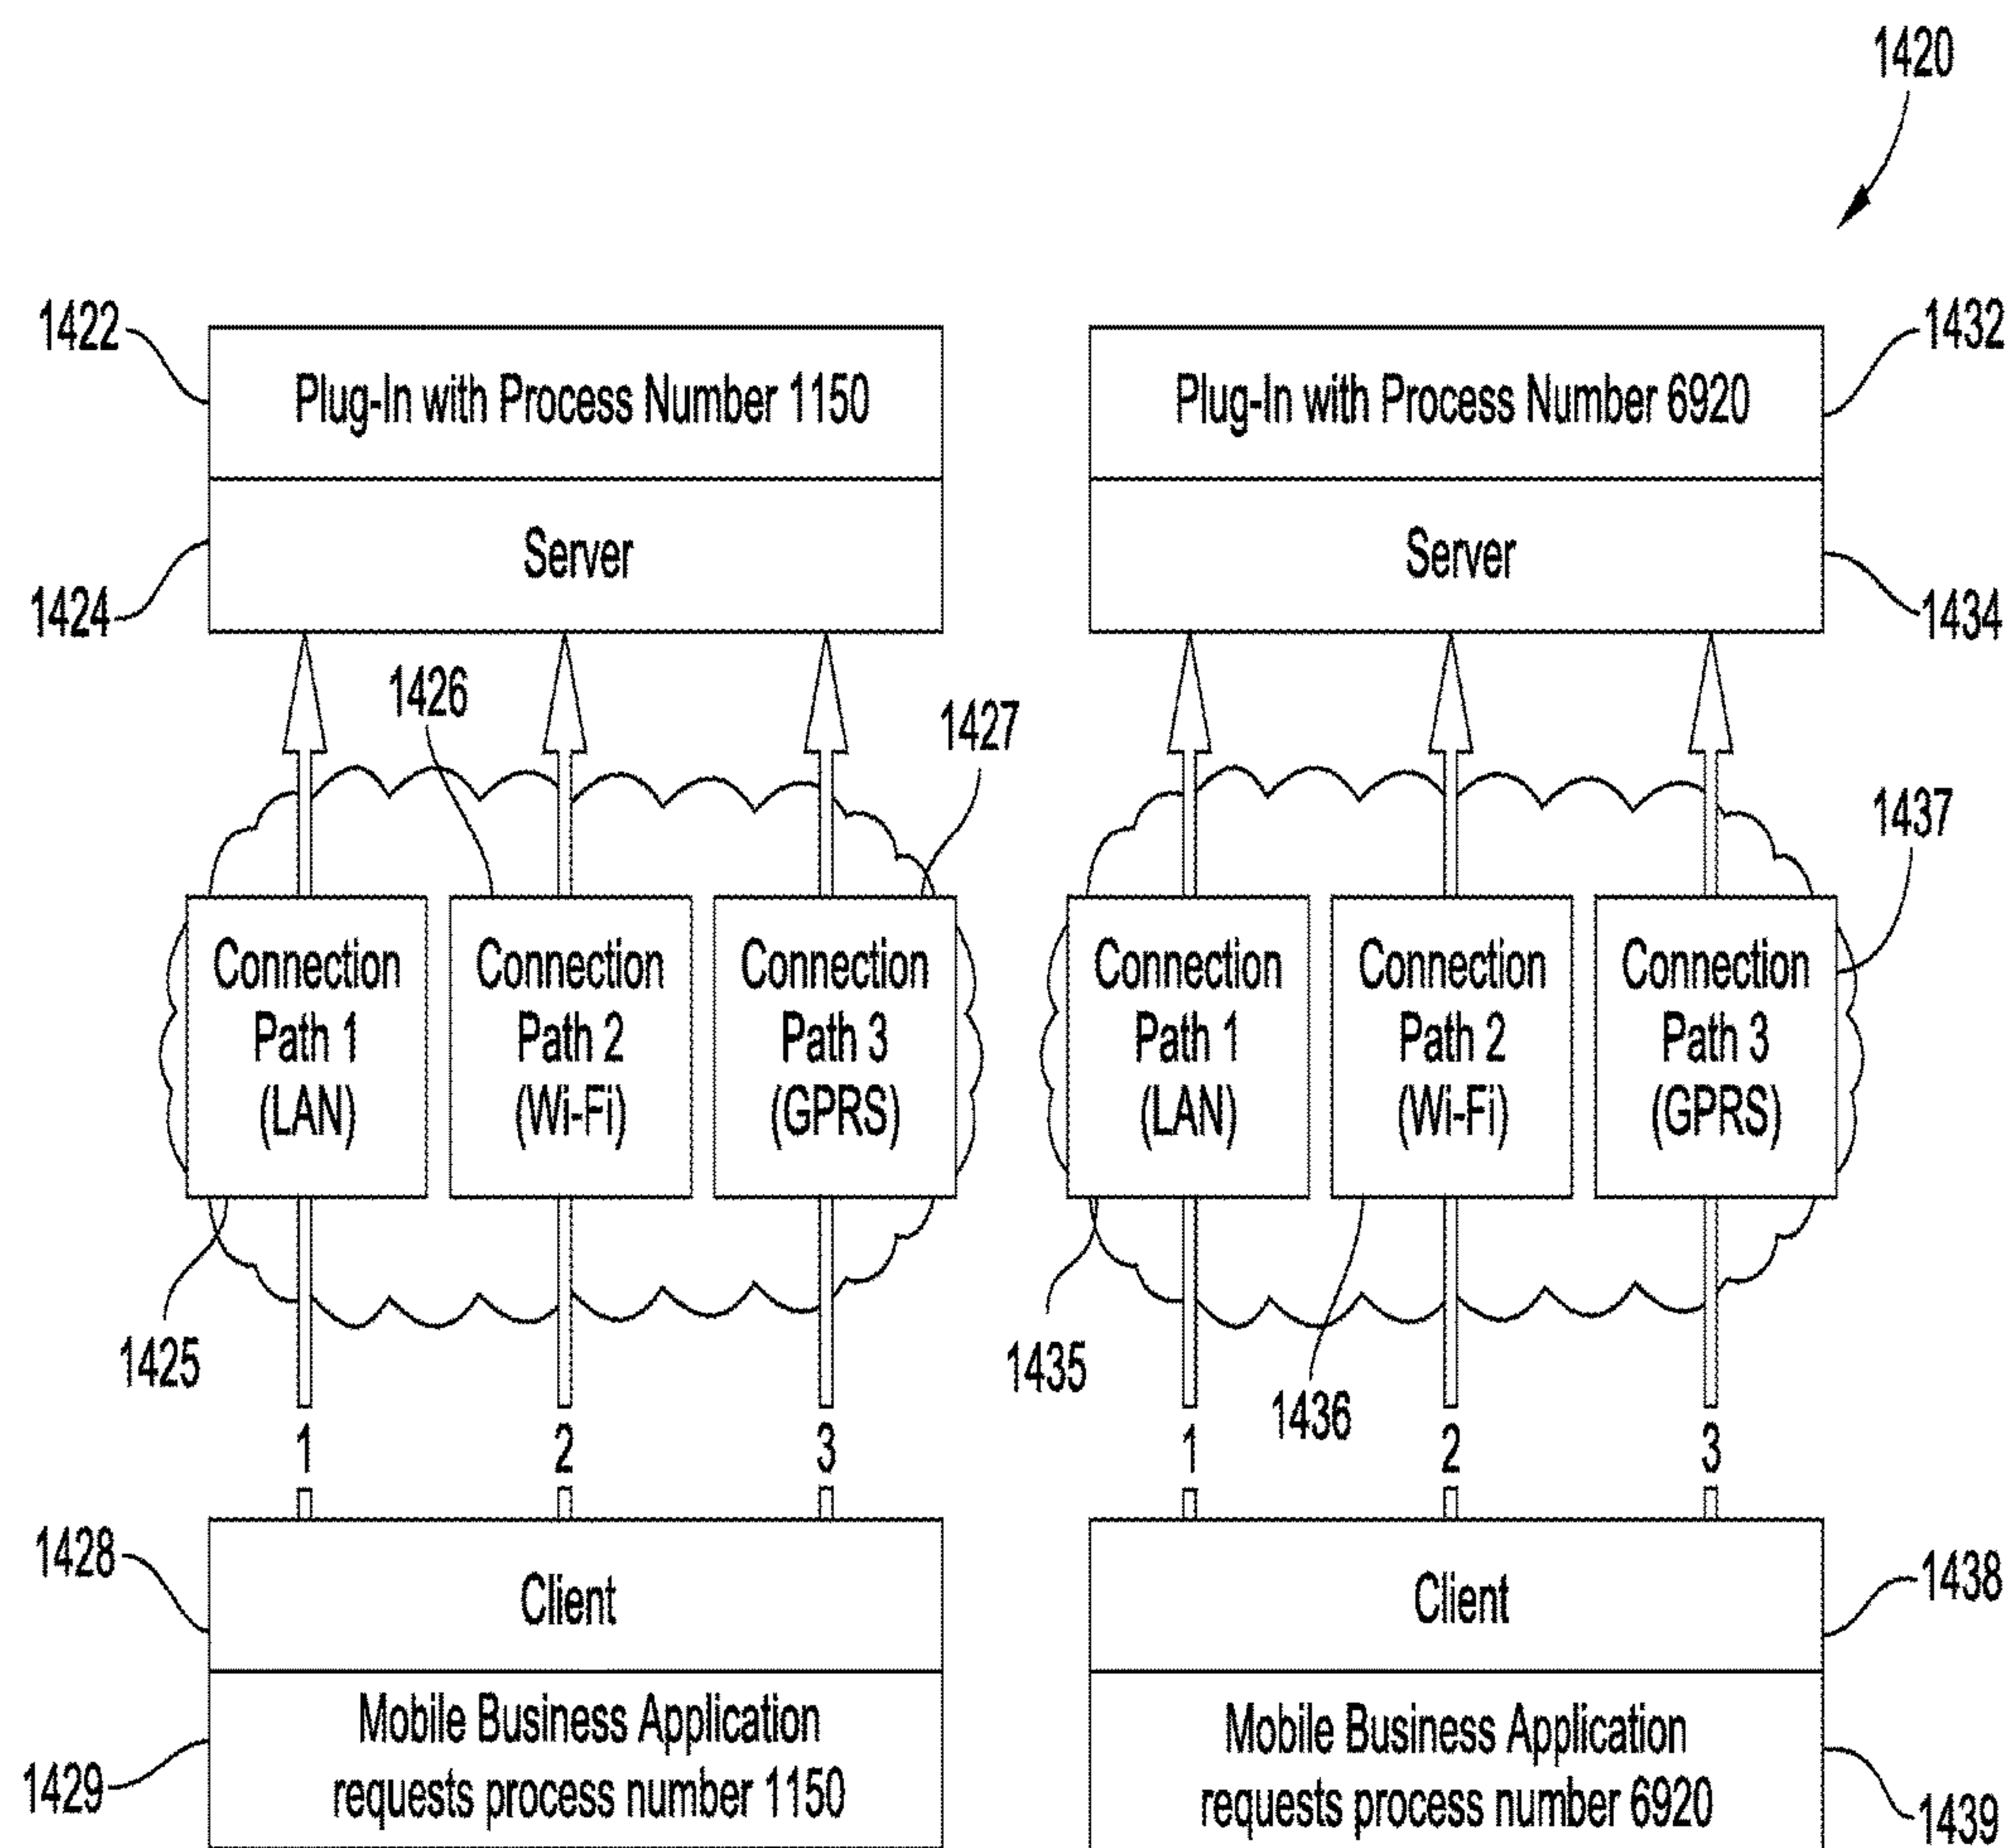 1420
1422
Plug-In with Process Number 1150
Plug-In with Process Number 6920
1432
Server
Server
1424
1434
1426
1427
1437
Connection
Path 1
(LAN)
Connection
Path 2
(Wi-Fi)
Connection
Path 3
(GPRS)
Connection
Path 1
(LAN)
Connection
Path 2
(Wi-Fi)
Connection
Path 3
(GPRS)
1425
1435
1436
1
2
3
1
2
3
1428
Client
Client
1438
1429
Mobile Business Application
requests process number 1150
Mobile Business Application
requests process number 6920
1439